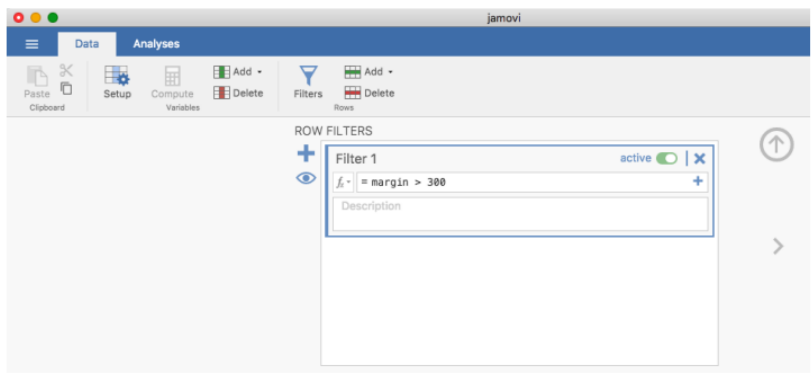 jamovi
Data Analyses
Paste
Clipboard
Setup Compute
Add
Delete
Variables
Filters
Add
Delete
Rows
ROW FILTERS
Filter 1 active
fx = margin > 300
Description